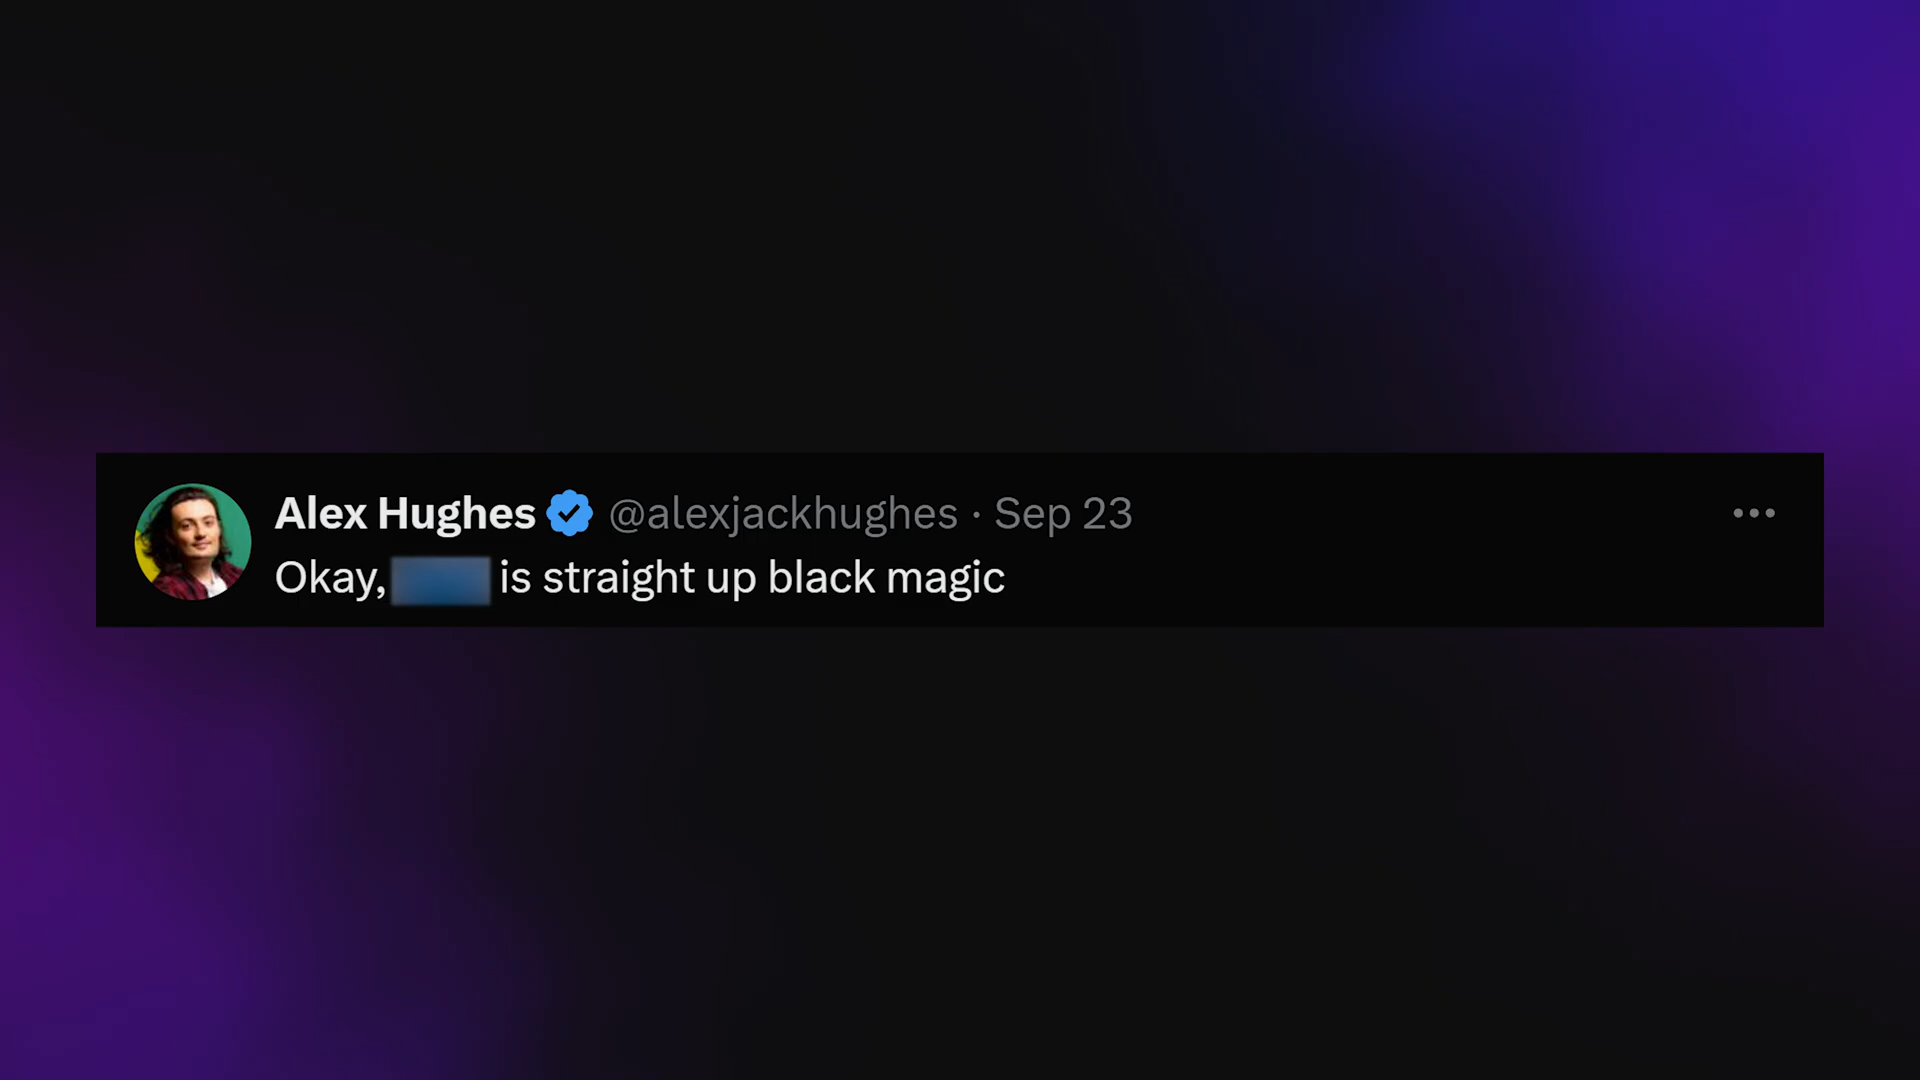 Alex Hughes @alexjackhughes · Sep 23
Okay, is straight up black magic